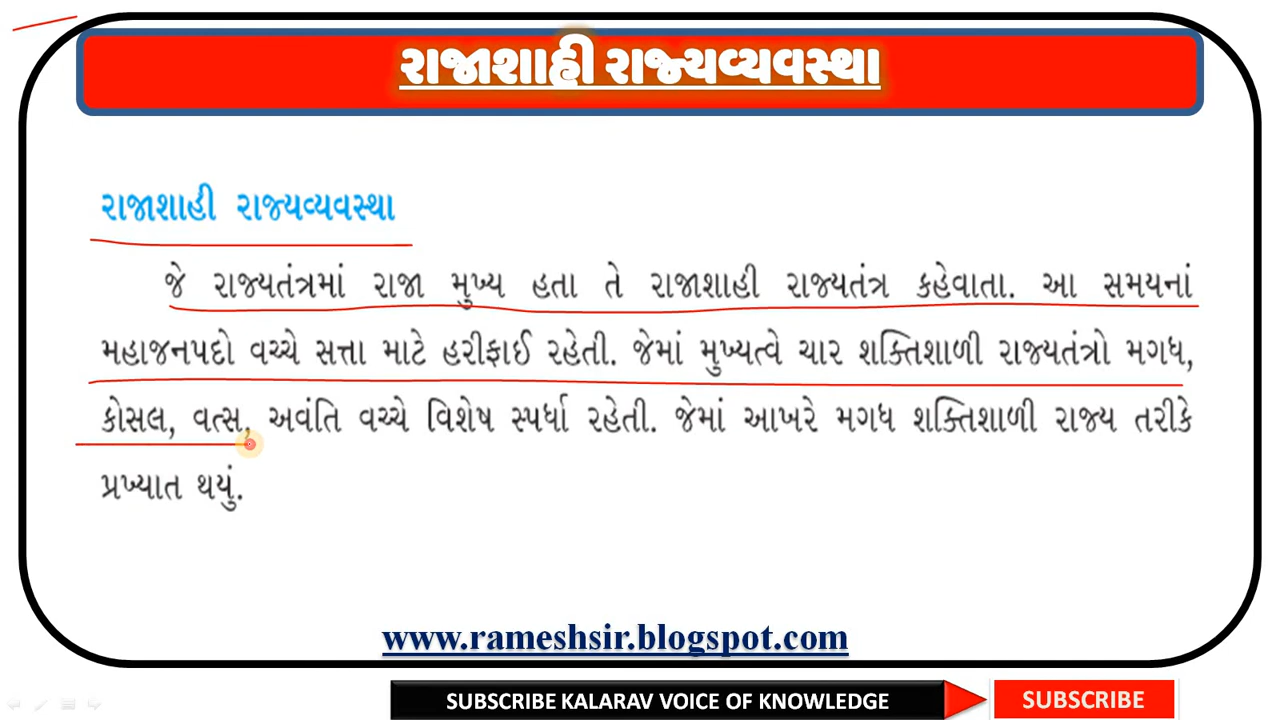 રાજાશાહી રાજ્યવ્યવસ્થા
રાજાશાહી રાજ્યવ્યવસ્થા
જે રાજ્યતંત્રમાં રાજા મુખ્ય હતા તે રાજાશાહી રાજ્યતંત્ર કહેવાતા. આ સમયનાં
મહાજનપદો વચ્ચે સત્તા માટે હરીફાઈ રહેતી. જેમાં મુખ્યત્વે ચાર શક્તિશાળી રાજ્યતંત્રો મગધ,
કોસલ, વત્સ, અવંતિ વચ્ચે વિશેષ સ્પર્ધા રહેતી. જેમાં આખરે મગધ શક્તિશાળી રાજ્ય તરીકે
પ્રખ્યાત થયું.
www.rameshsir.blogspot.com
SUBSCRIBE KALARAV VOICE OF KNOWLEDGE
SUBSCRIBE